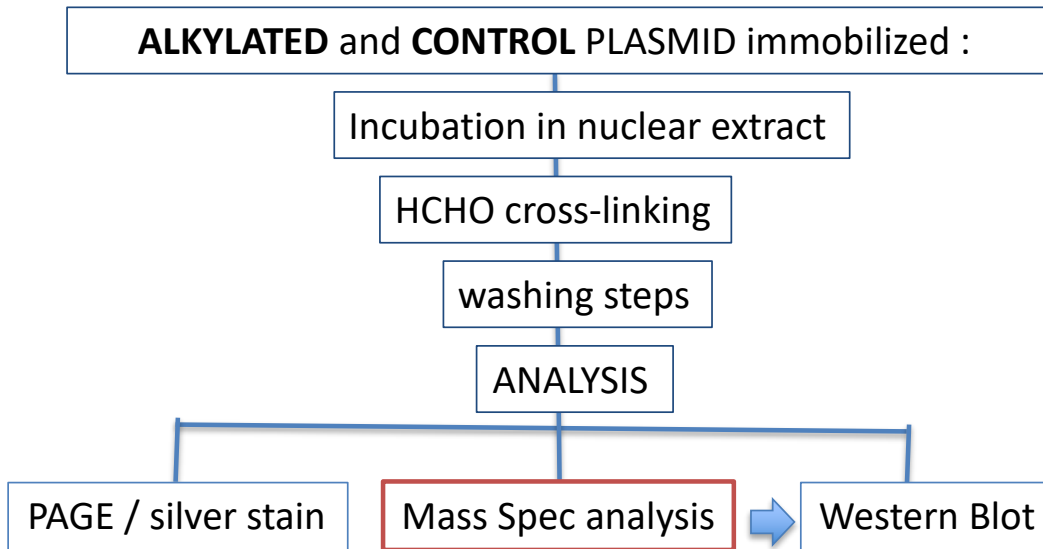 ALKYLATED and CONTROL PLASMID immobilized :
Incubation in nuclear extract
HCHO cross-linking
washing steps
ANALYSIS
PAGE / silver stain
Mass Spec analysis
Western Blot